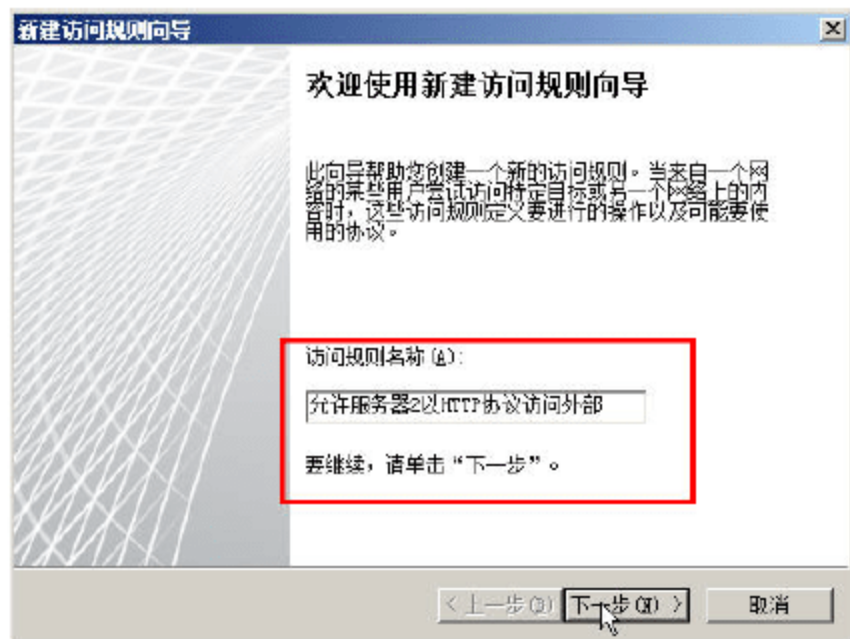 新建访问规则向导
欢迎使用新建访问规则向导
此向导帮助您创建一个新的访问规则。当来自一个网
络的某些用户尝试访问特定目标或另一个网络上的内
容时，这些访问规则定义要进行的操作以及可能要使
用的协议。
访问规则名称(A):
允许服务器2以HTTP协议访问外部
要继续，请单击“下一步”。
< 上一步(B)
下一步(N) >
取消